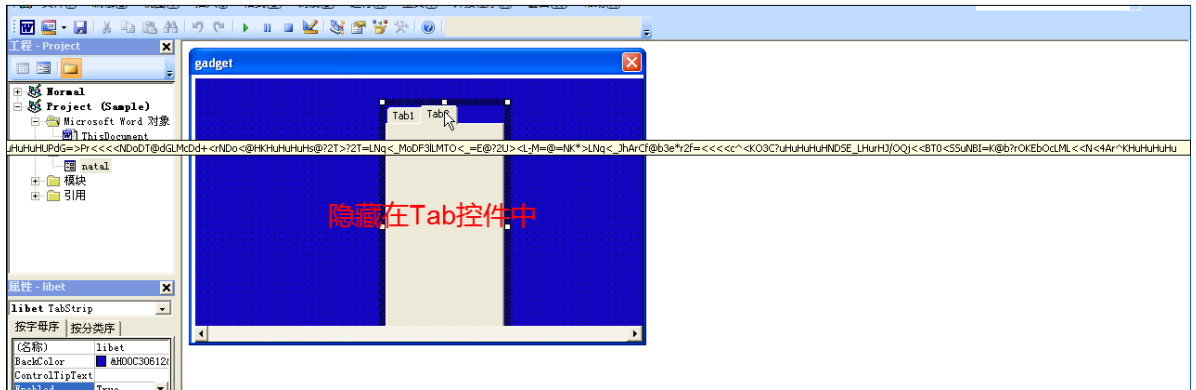 工程 - Project
gadget
Normal
Project (Sample)
Microsoft Word 对象
ThisDocument
Tab1
uHuHuHUPdG=>Pr<<<<NDoDT@dGLMcDd+<rNDo<@HKHuHuHuHs@?2T>?2T=LNq<_MoDF3lLMTO<_=E@?2U><L-M=@=NK*>LNq<_JhArCf@b3e*r2f=<<<<c^<KO3C?uHuHuHuHNDSE_LHurHJ/OQj<<BT0<SSuNBI=K@b?rOKEbOcLML<<N<4Ar^KHuHuHuHu
natal
模块
引用
隐藏在Tab控件中
属性 - libet
libet TabStrip
按字母序 按分类序
(名称) libet
BackColor &H00C30612&
ControlTipText
Enabled True